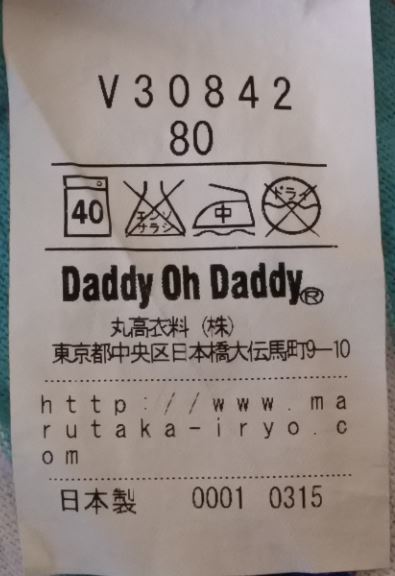 V30842
80
40
エンソ
サラシ
中
ドライ
Daddy Oh Daddy®
丸高衣料 (株)
東京都中央区日本橋大伝馬町9―10
http://www.ma
rutaka-iryo.c
om
日本製 0001 0315